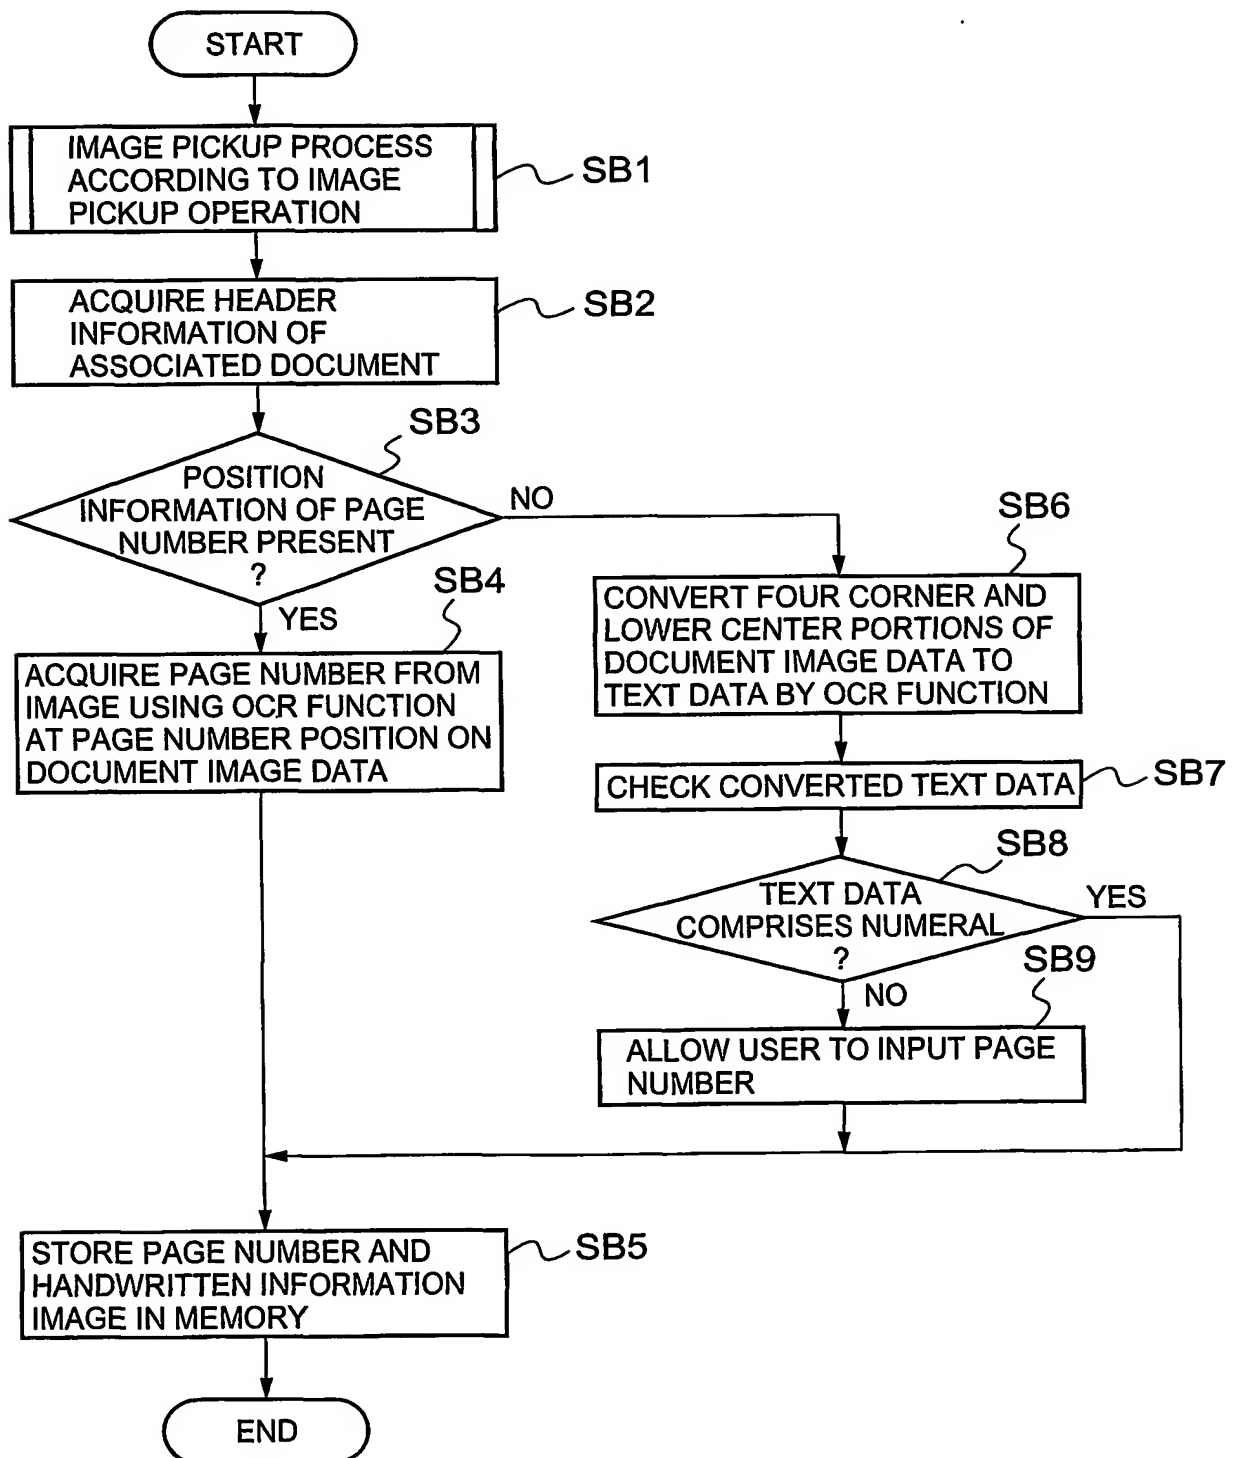 START
IMAGE PICKUP PROCESS
ACCORDING TO IMAGE
PICKUP OPERATION
SB1
ACQUIRE HEADER
INFORMATION OF
ASSOCIATED DOCUMENT
SB2
SB3
POSITION
INFORMATION OF PAGE
NUMBER PRESENT
?
NO
YES
SB4
ACQUIRE PAGE NUMBER FROM
IMAGE USING OCR FUNCTION
AT PAGE NUMBER POSITION ON
DOCUMENT IMAGE DATA
SB6
CONVERT FOUR CORNER AND
LOWER CENTER PORTIONS OF
DOCUMENT IMAGE DATA TO
TEXT DATA BY OCR FUNCTION
CHECK CONVERTED TEXT DATA
SB7
SB8
TEXT DATA
COMPRISES NUMERAL
?
YES
NO
SB9
ALLOW USER TO INPUT PAGE
NUMBER
STORE PAGE NUMBER AND
HANDWRITTEN INFORMATION
IMAGE IN MEMORY
SB5
END